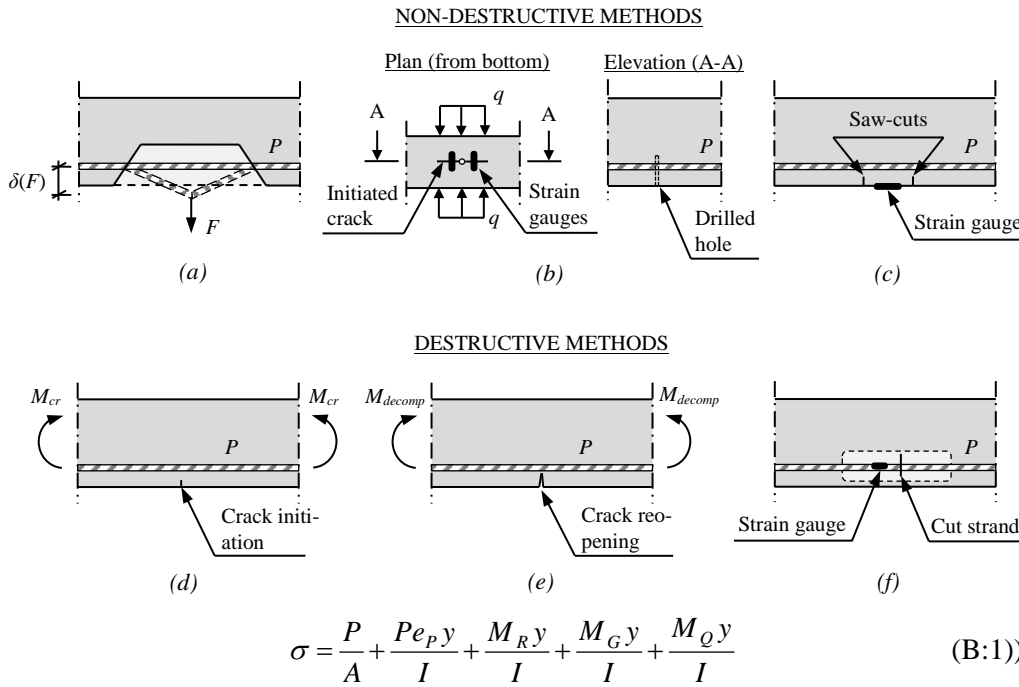 NON-DESTRUCTIVE METHODS
Plan (from bottom)
Elevation (A-A)
P
δ(F)
F
(a)
A
q
A
Initiated
crack
Strain
gauges
q
(b)
Drilled
hole
Saw-cuts
P
Strain gauge
(c)
DESTRUCTIVE METHODS
M_cr
M_cr
P
Crack initi-
ation
(d)
M_decomp
M_decomp
P
Crack reo-
pening
(e)
P
Strain gauge
Cut strand
(f)
σ = P/A + Pe_P y/I + M_R y/I + M_G y/I + M_Q y/I (B:1))